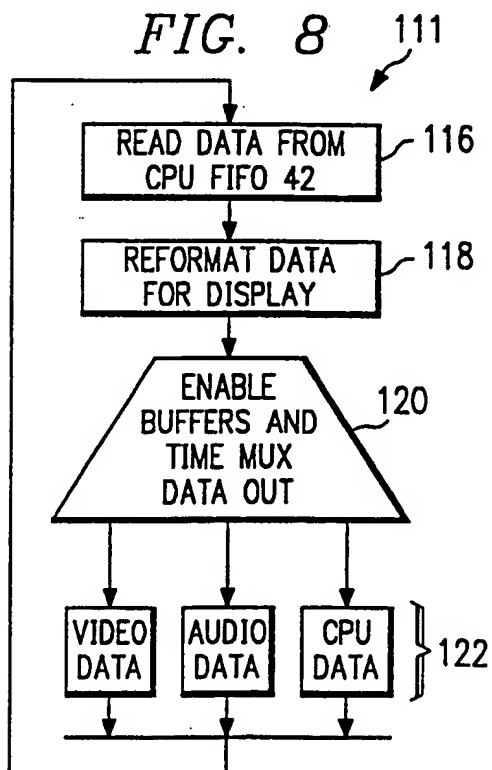 FIG. 8
111
READ DATA FROM
CPU FIFO 42
116
REFORMAT DATA
FOR DISPLAY
118
ENABLE
BUFFERS AND
TIME MUX
DATA OUT
120
VIDEO
DATA
AUDIO
DATA
CPU
DATA
122